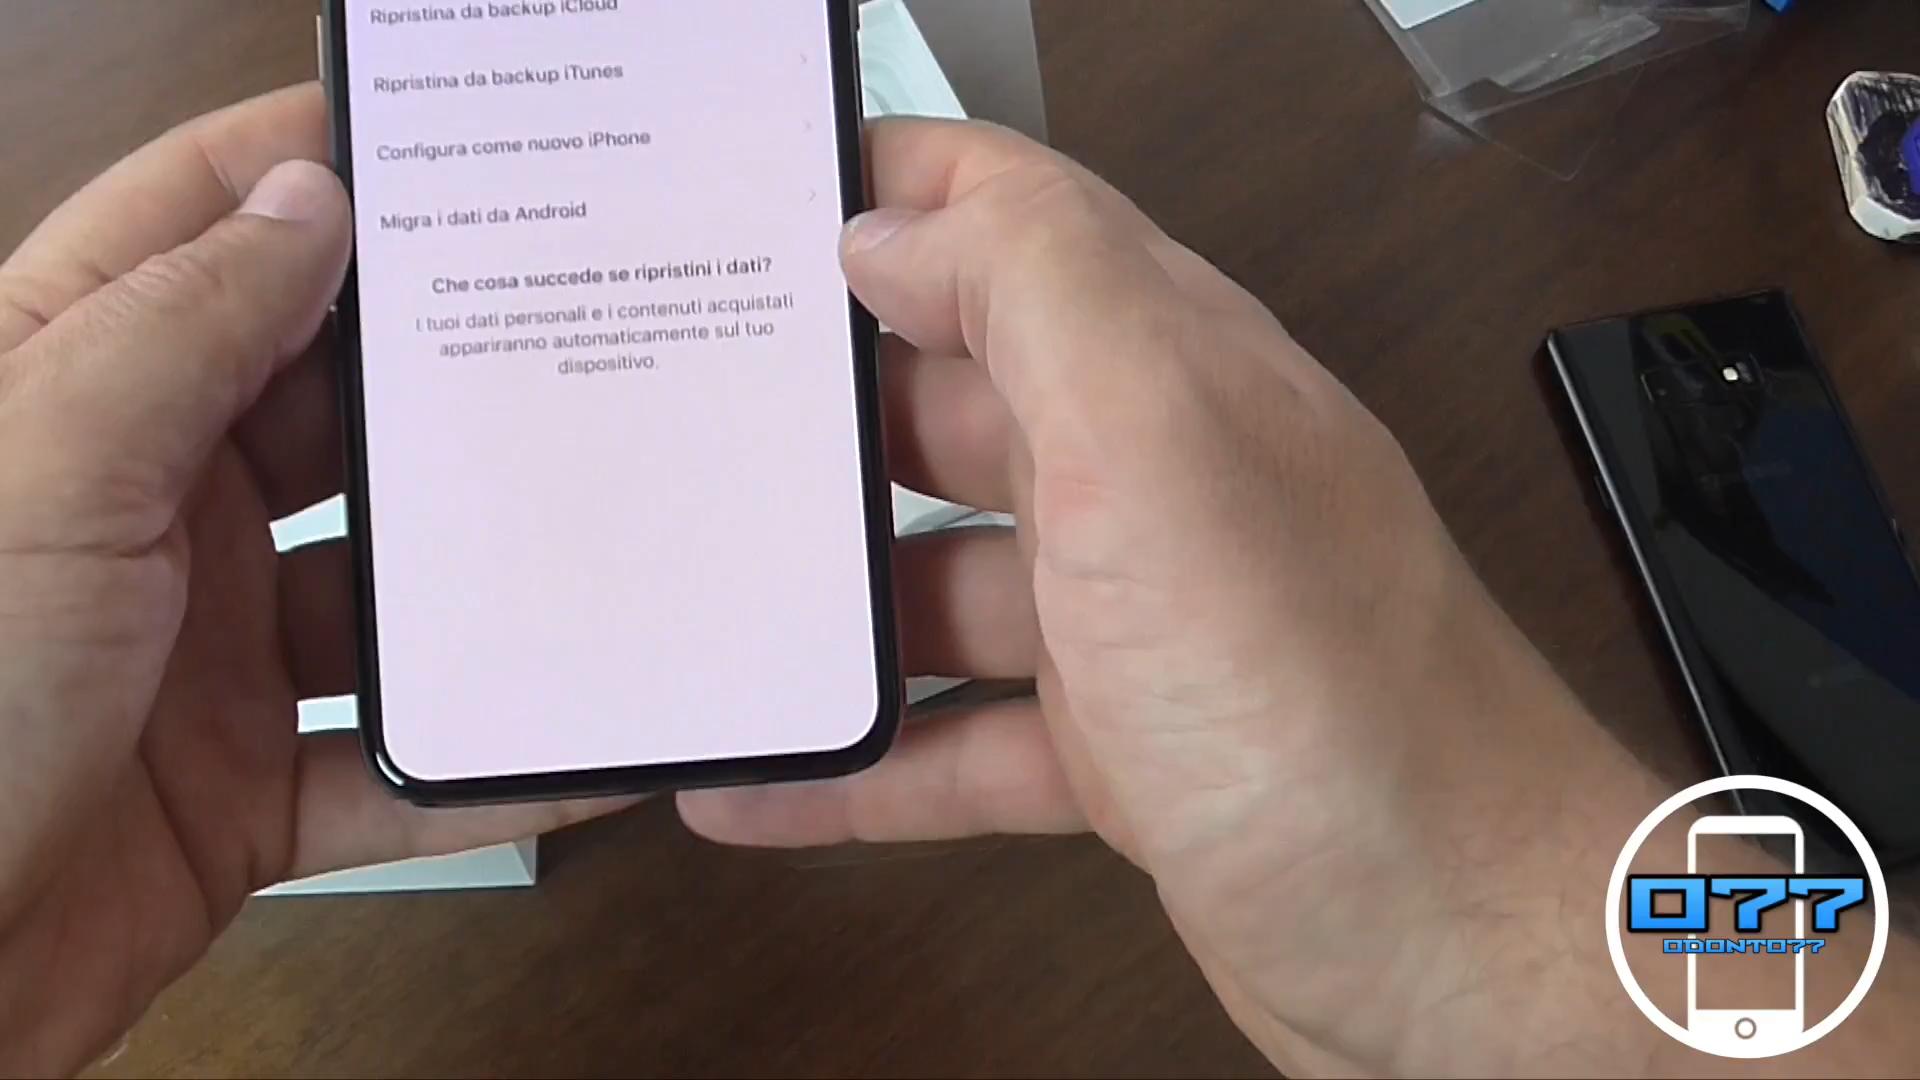 Ripristina da backup iCloud
Ripristina da backup iTunes
Configura come nuovo iPhone
Migra i dati da Android
Che cosa succede se ripristini i dati?
I tuoi dati personali e i contenuti acquistati
appariranno automaticamente sul tuo
dispositivo.
077
ODONTO77